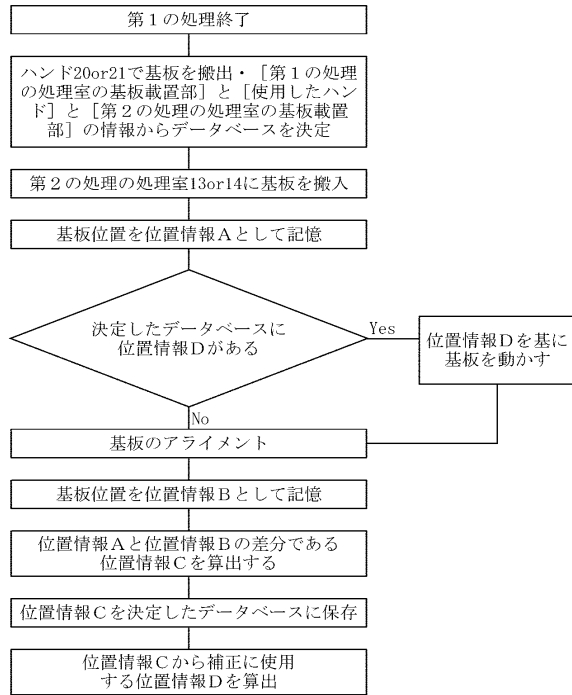 第１の処理終了
ハンド20or21で基板を搬出・［第１の処理
の処理室の基板載置部］と［使用したハン
ド］と［第２の処理の処理室の基板載置
部］の情報からデータベースを決定
第２の処理の処理室13or14に基板を搬入
基板位置を位置情報Ａとして記憶
決定したデータベースに
位置情報Ｄがある
Yes
位置情報Ｄを基に
基板を動かす
No
基板のアライメント
基板位置を位置情報Ｂとして記憶
位置情報Ａと位置情報Ｂの差分である
位置情報Ｃを算出する
位置情報Ｃを決定したデータベースに保存
位置情報Ｃから補正に使用
する位置情報Ｄを算出